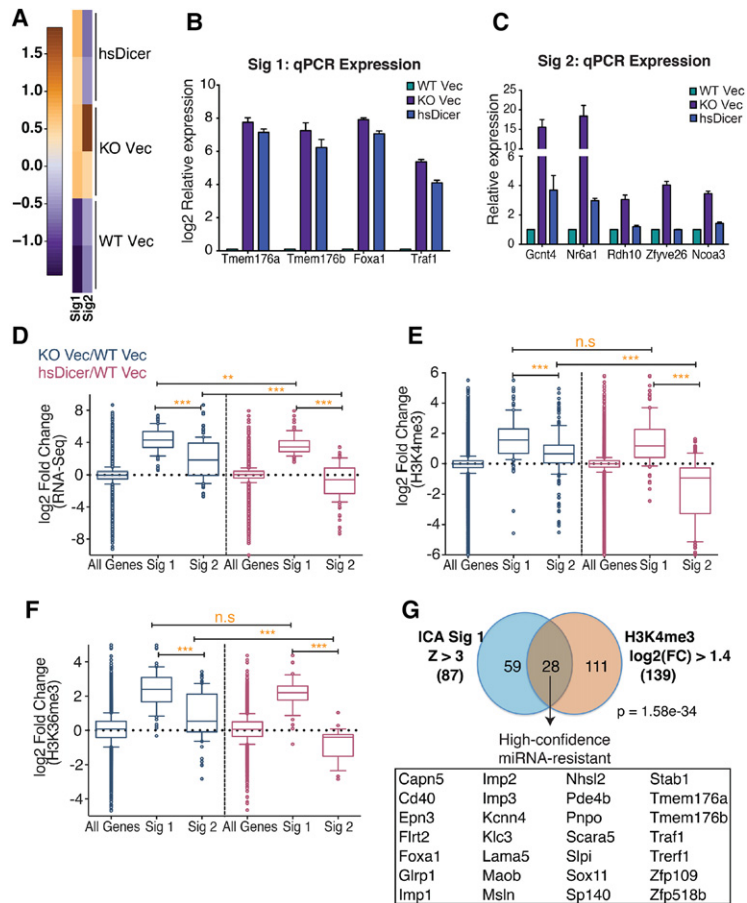 A
1.5
1.0
0.5
0.0
−0.5
−1.0
hsDicer
KO Vec
WT Vec
Sig1
Sig2
B
Sig 1: qPCR Expression
WT Vec
KO Vec
hsDicer
log2 Relative expression
10
8
6
4
2
0
Tmem176a Tmem176b Foxa1 Traf1
C
Sig 2: qPCR Expression
WT Vec
KO Vec
hsDicer
Relative expression
25
20
15
10
5
6
4
2
0
Gcnt4 Nr6a1 Rdh10 Zfyve26 Ncoa3
D
KO Vec/WT Vec
hsDicer/WT Vec
**
***
***
***
log2 Fold Change
(RNA-Seq)
8
4
0
-4
-8
All Genes Sig 1 Sig 2 All Genes Sig 1 Sig 2
E
n.s
***
***
***
log2 Fold Change
(H3K4me3)
6
4
2
0
-2
-4
-6
All Genes Sig 1 Sig 2 All Genes Sig 1 Sig 2
F
n.s
***
***
***
log2 Fold Change
(H3K36me3)
4
2
0
-2
-4
All Genes Sig 1 Sig 2 All Genes Sig 1 Sig 2
G
ICA Sig 1
Z > 3
(87)
59
28
111
H3K4me3
log2(FC) > 1.4
(139)
p = 1.58e-34
High-confidence
miRNA-resistant
Capn5 Imp2 Nhsl2 Stab1
Cd40 Imp3 Pde4b Tmem176a
Epn3 Kcnn4 Pnpo Tmem176b
Flrt2 Klc3 Scara5 Traf1
Foxa1 Lama5 Slpi Trerf1
Glrp1 Maob Sox11 Zfp109
Imp1 Msln Sp140 Zfp518b